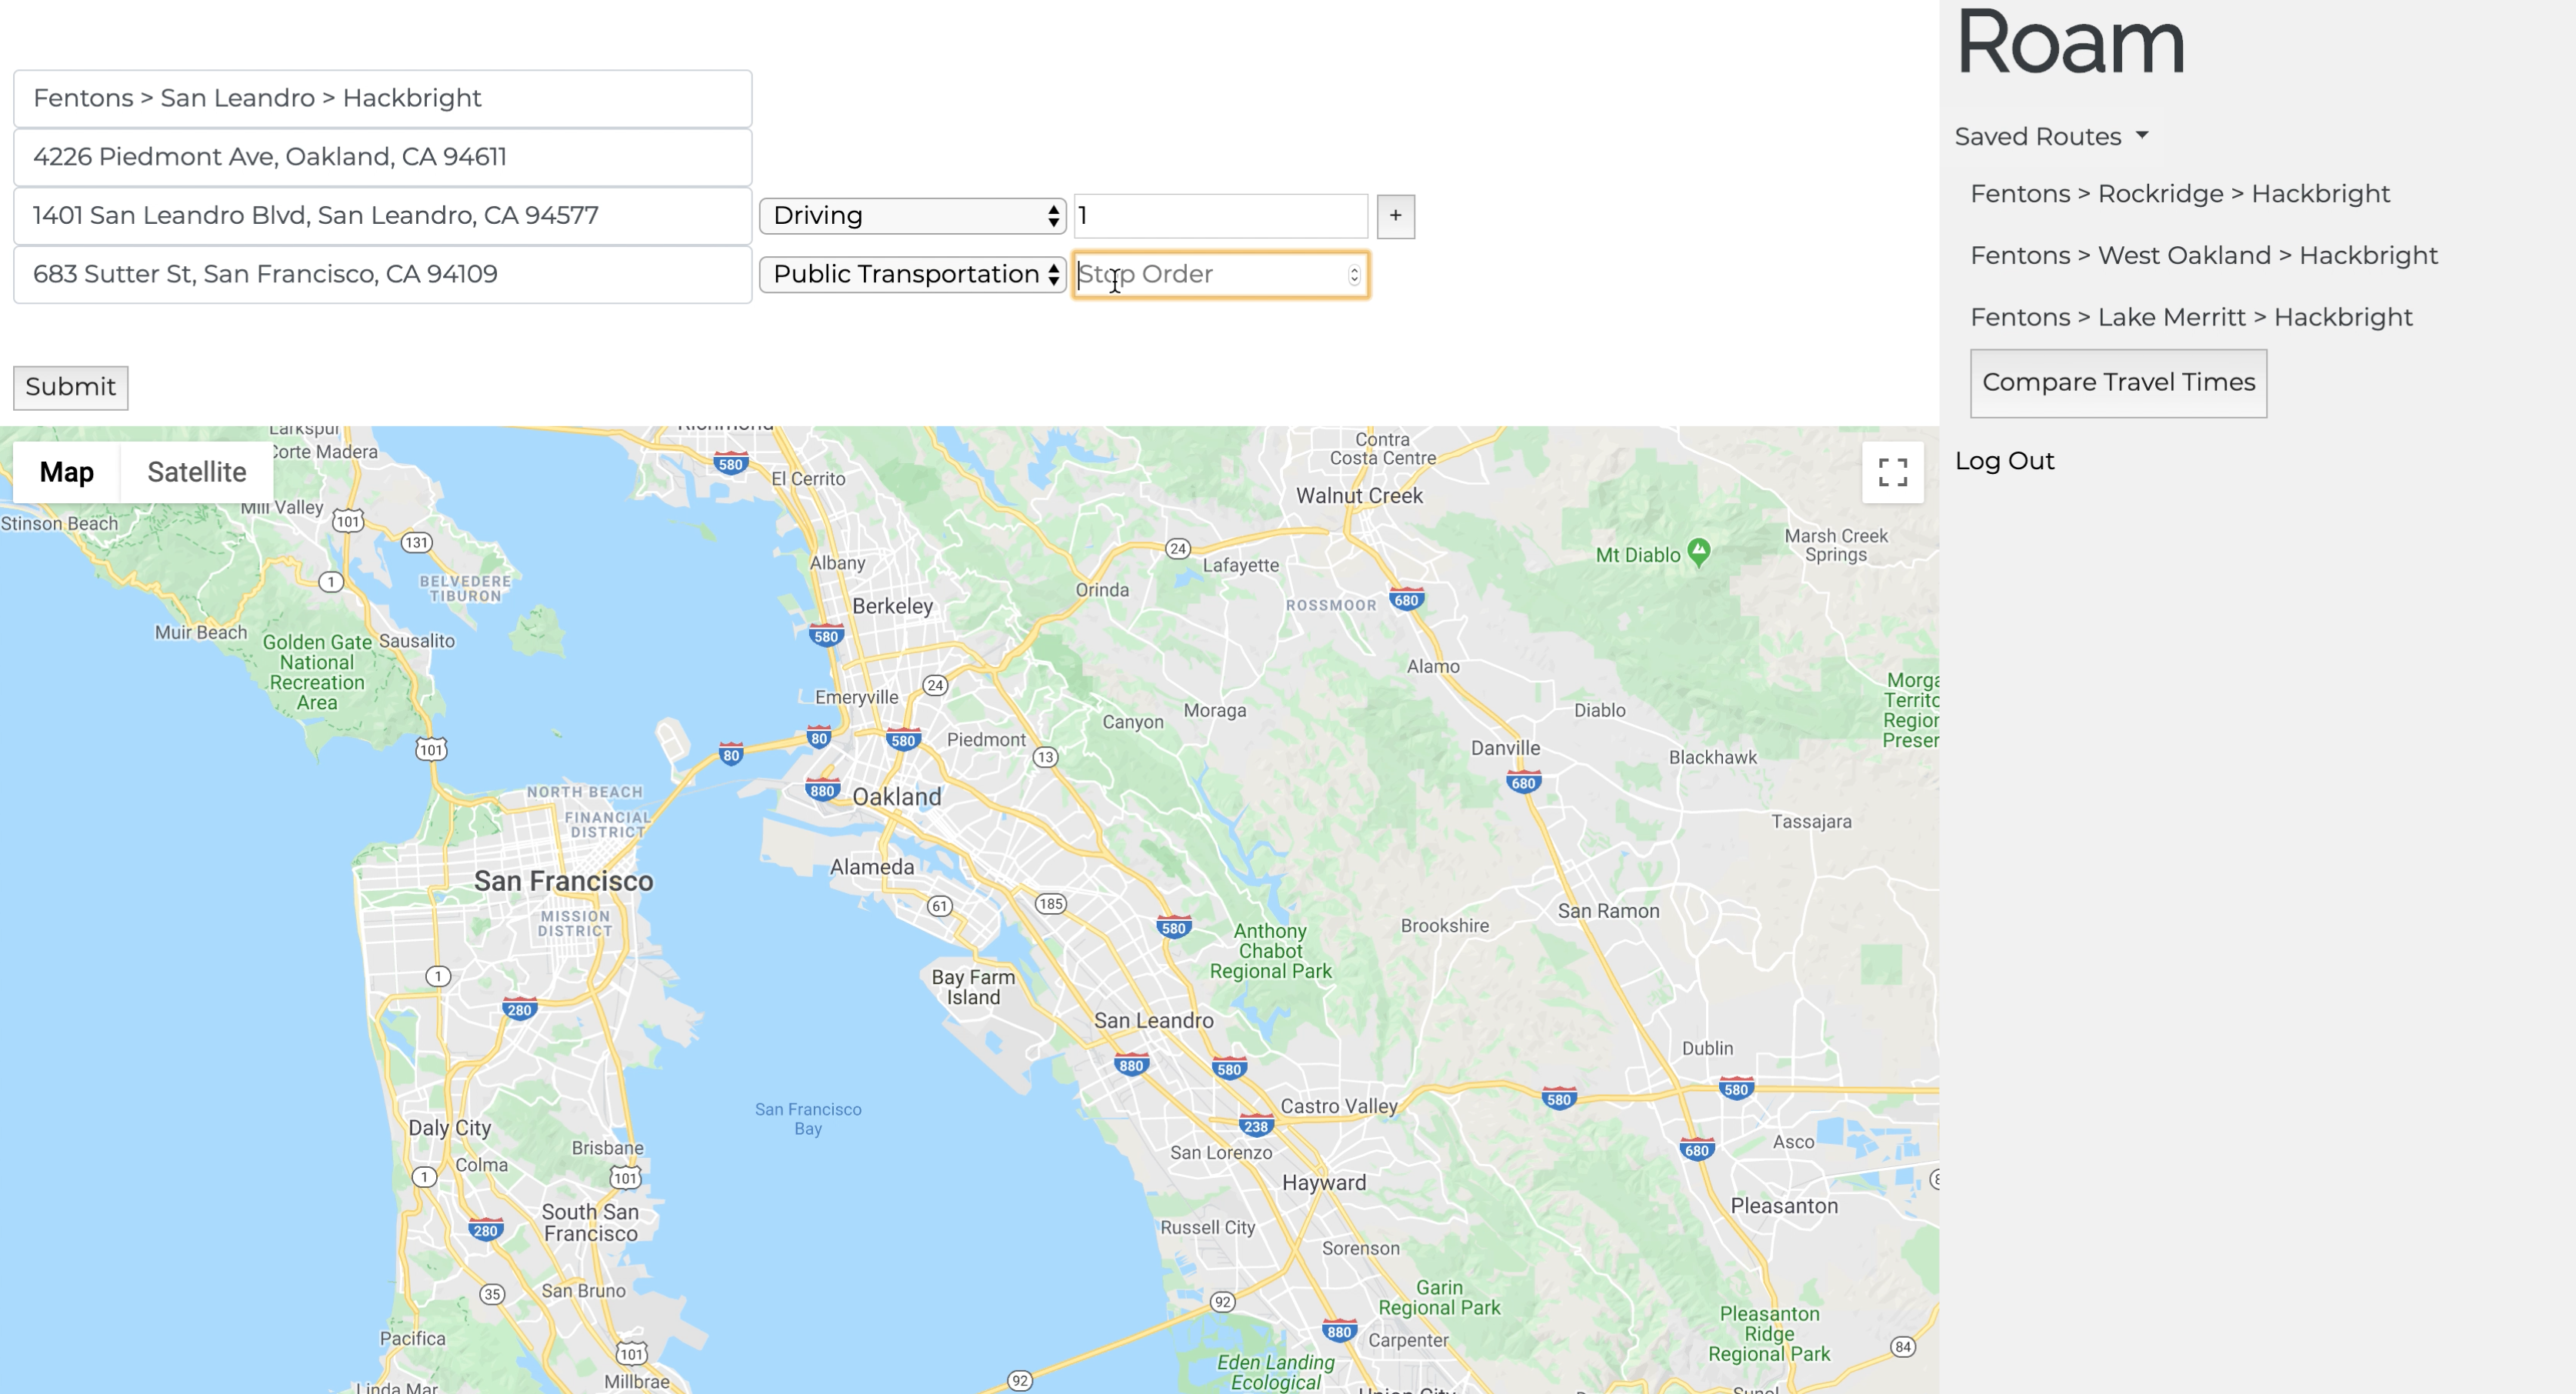 Roam
Fentons > San Leandro > Hackbright
4226 Piedmont Ave, Oakland, CA 94611
1401 San Leandro Blvd, San Leandro, CA 94577
Driving
1
+
683 Sutter St, San Francisco, CA 94109
Public Transportation
Stop Order
Submit
Saved Routes
Fentons > Rockridge > Hackbright
Fentons > West Oakland > Hackbright
Fentons > Lake Merritt > Hackbright
Compare Travel Times
Log Out
Map
Satellite
Larkspur
Corte Madera
Richmond
580
El Cerrito
Contra
Costa Centre
Walnut Creek
Stinson Beach
Mill Valley
101
131
1
BELVEDERE
TIBURON
Albany
24
Lafayette
Orinda
Mt Diablo
Marsh Creek
Springs
Berkeley
ROSSMOOR
680
Muir Beach
Golden Gate
National
Recreation
Area
Sausalito
580
Alamo
Emeryville
24
Canyon
Moraga
Diablo
101
80
80
580
Piedmont
13
Danville
Blackhawk
680
NORTH BEACH
FINANCIAL
DISTRICT
880
Oakland
Tassajara
San Francisco
Alameda
MISSION
DISTRICT
61
185
580
Brookshire
San Ramon
Anthony
Chabot
Regional Park
1
280
Bay Farm
Island
San Leandro
880
580
Dublin
580
580
San Francisco
Bay
Castro Valley
238
Daly City
Brisbane
San Lorenzo
680
Asco
Colma
1
101
Hayward
Pleasanton
280
South San
Francisco
Russell City
Sorenson
35
San Bruno
92
Garin
Regional Park
Pleasanton
Ridge
Regional Park
Pacifica
101
880
Carpenter
84
Millbrae
92
Eden Landing
Ecological
Linda Mar
Union City